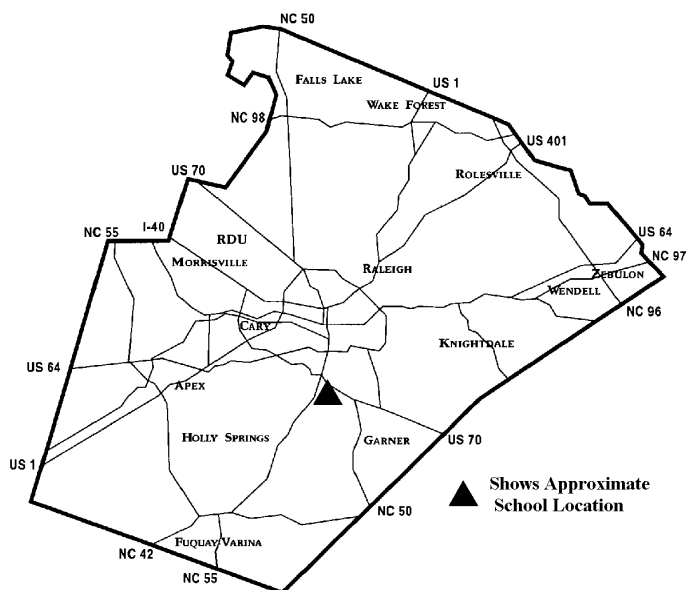 NC 50
FALLS LAKE
US 1
WAKE FOREST
NC 98
US 401
ROLESVILLE
US 70
I-40
NC 55
RDU
MORRISVILLE
RALEIGH
US 64
NC 97
ZEBULON
WENDELL
NC 96
CARY
KNIGHTDALE
US 64
APEX
HOLLY SPRINGS
GARNER
US 70
US 1
Shows Approximate
School Location
NC 50
FUQUAY-VARINA
NC 42
NC 55